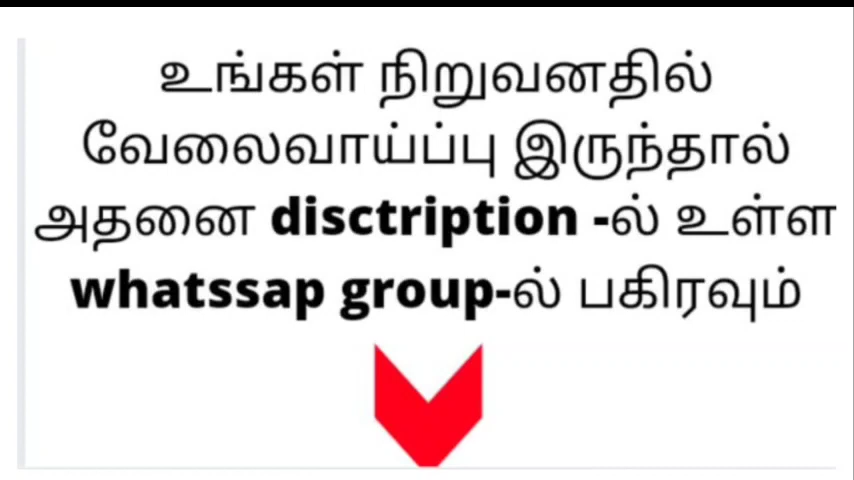 உங்கள் நிறுவனதில்
வேலைவாய்ப்பு இருந்தால்
அதனை disctription -ல் உள்ள
whatssap group-ல் பகிரவும்